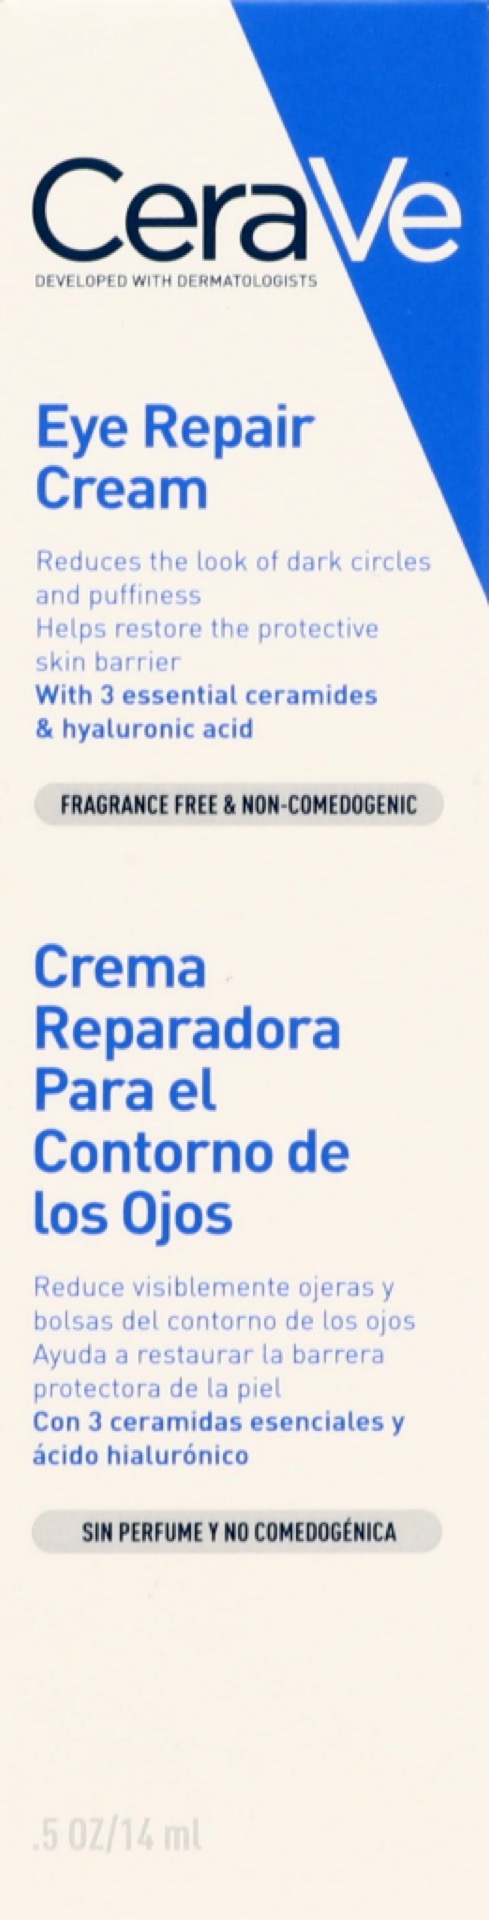 CeraVe
DEVELOPED WITH DERMATOLOGISTS
Eye Repair
Cream
Reduces the look of dark circles
and puffiness
Helps restore the protective
skin barrier
With 3 essential ceramides
& hyaluronic acid
FRAGRANCE FREE & NON-COMEDOGENIC
Crema
Reparadora
Para el
Contorno de
los Ojos
Reduce visiblemente ojeras y
bolsas del contorno de los ojos
Ayuda a restaurar la barrera
protectora de la piel
Con 3 ceramidas esenciales y
ácido hialurónico
SIN PERFUME Y NO COMEDOGÉNICA
.5 OZ/14 ml